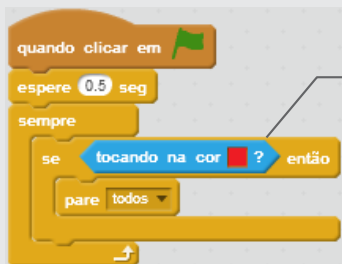 quando clicar em
espere 0.5 seg
sempre
se tocando na cor ? então
pare todos